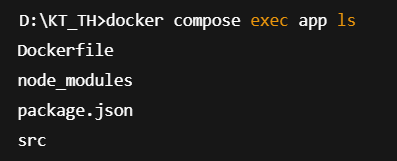 D:\KT_TH>docker compose exec app ls
Dockerfile
node_modules
package.json
src